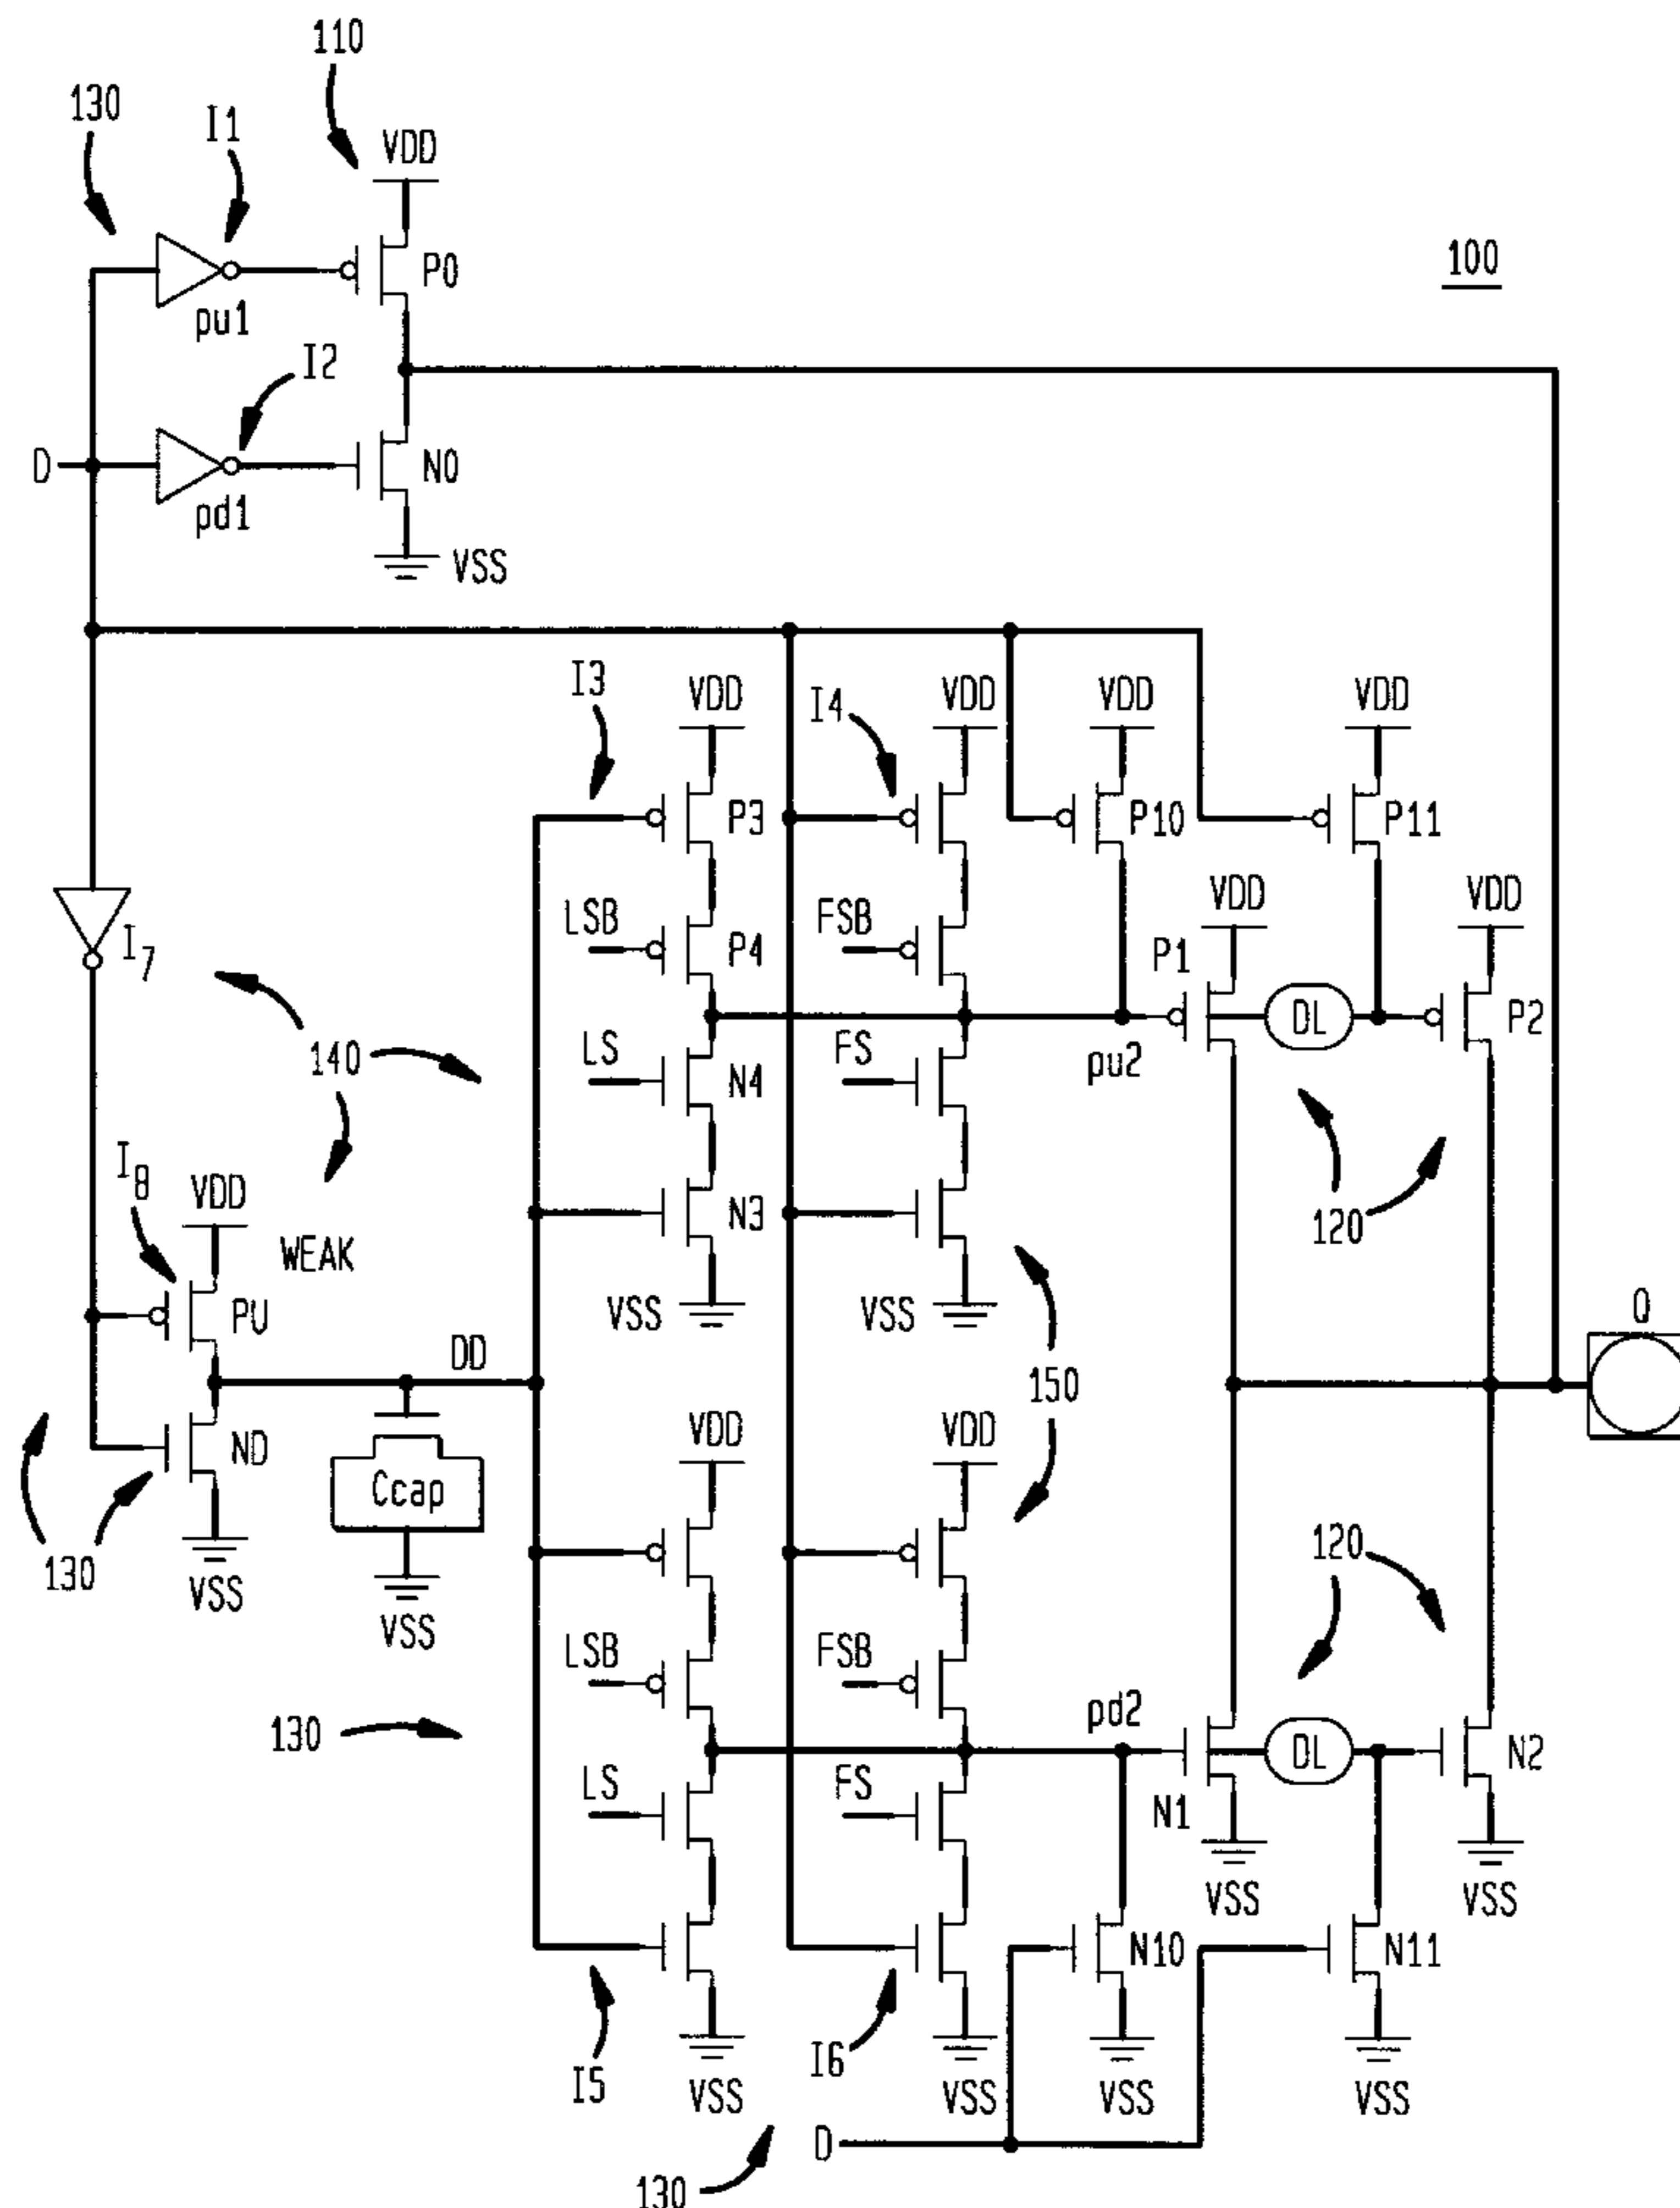 110
130
I1
VDD
100
P0
pu1
I2
D
N0
pd1
VSS
I3
VDD
I4
VDD
VDD
VDD
P3
P10
P11
LSB
P4
FSB
P1
VDD
VDD
I7
DL
P2
140
LS
N4
FS
pu2
I8
VDD
WEAK
N3
120
PU
VSS
VSS
Q
DD
150
ND
Ccap
VDD
VDD
130
VSS
VSS
120
LSB
FSB
130
pd2
DL
N2
LS
FS
N1
VSS
VSS
N10
N11
I5
VSS
I6
VSS
VSS
VSS
130
D